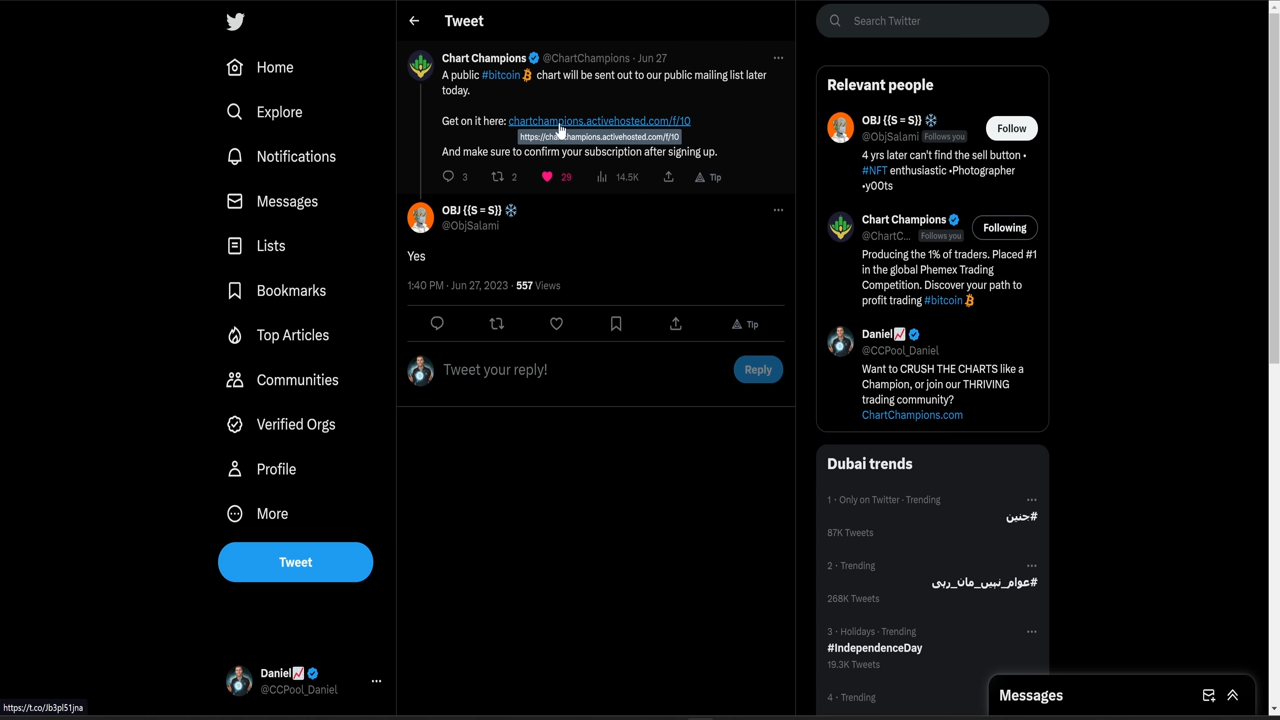 Home
Explore
Notifications
Messages
Lists
Bookmarks
Top Articles
Communities
Verified Orgs
Profile
More
Tweet
Daniel📈
@CCPool_Daniel
https://t.co/Jb3pl51jna
Tweet
Chart Champions @ChartChampions · Jun 27
A public #bitcoin chart will be sent out to our public mailing list later
today.
Get on it here: chartchampions.activehosted.com/f/10
And make sure to confirm your subscription after signing up.
3 2 29 14.5K Tip
OBJ {{S = S}} ❄️
@ObjSalami
Yes
1:40 PM · Jun 27, 2023 · 557 Views
Tip
Tweet your reply!
Reply
Search Twitter
Relevant people
OBJ {{S = S}} ❄️
@ObjSalami Follows you
Follow
4 yrs later can't find the sell button •
#NFT enthusiastic •Photographer
•y00ts
Chart Champions
@ChartC... Follows you
Following
Producing the 1% of traders. Placed #1
in the global Phemex Trading
Competition. Discover your path to
profit trading #bitcoin
Daniel📈
@CCPool_Daniel
Want to CRUSH THE CHARTS like a
Champion, or join our THRIVING
trading community?
ChartChampions.com
Dubai trends
1 · Only on Twitter · Trending
#حنين
87K Tweets
2 · Trending
#عوام_نہیں_مان_رہی
268K Tweets
3 · Holidays · Trending
#IndependenceDay
19.3K Tweets
4 · Trending
Messages